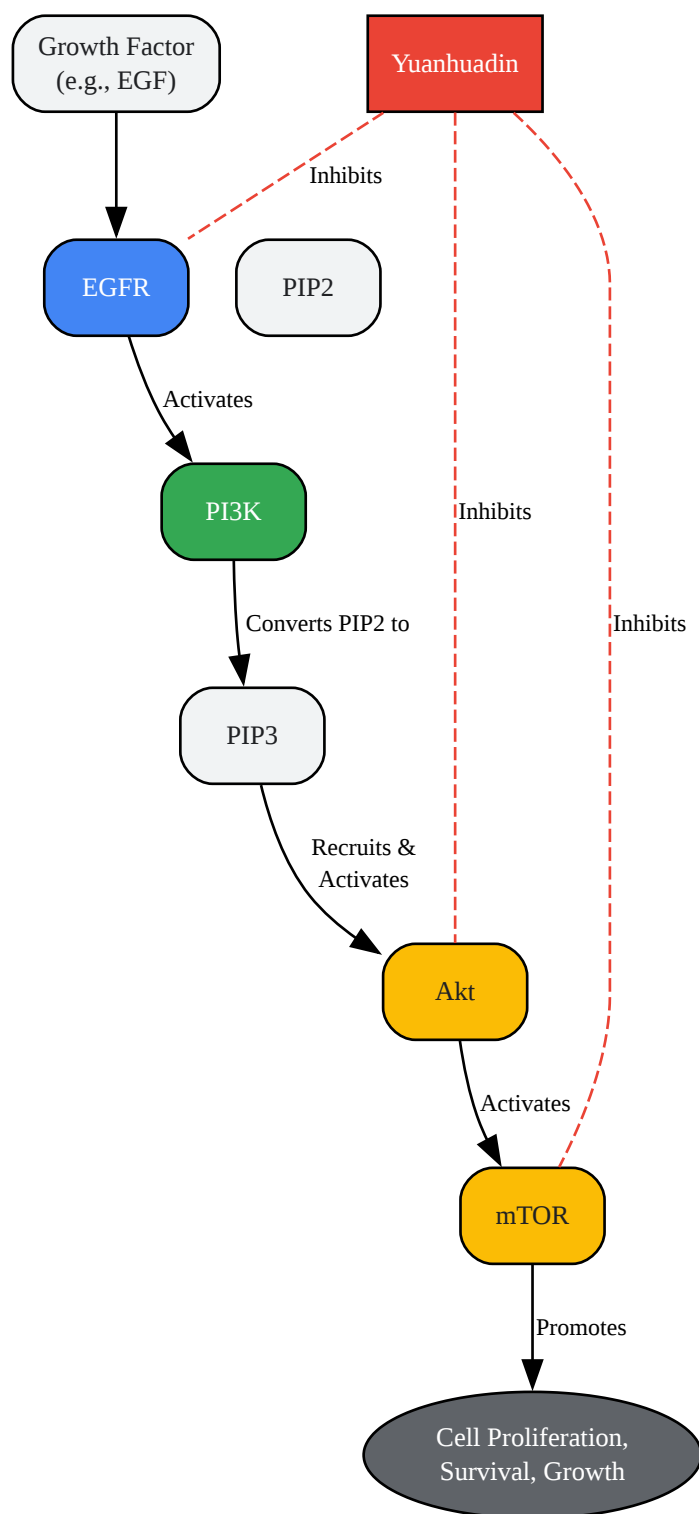 Growth Factor
(e.g., EGF)
Yuanhuadin
Inhibits
EGFR
PIP2
Activates
PI3K
Inhibits
Converts PIP2 to
Inhibits
PIP3
Recruits &
Activates
Akt
Activates
mTOR
Promotes
Cell Proliferation,
Survival, Growth